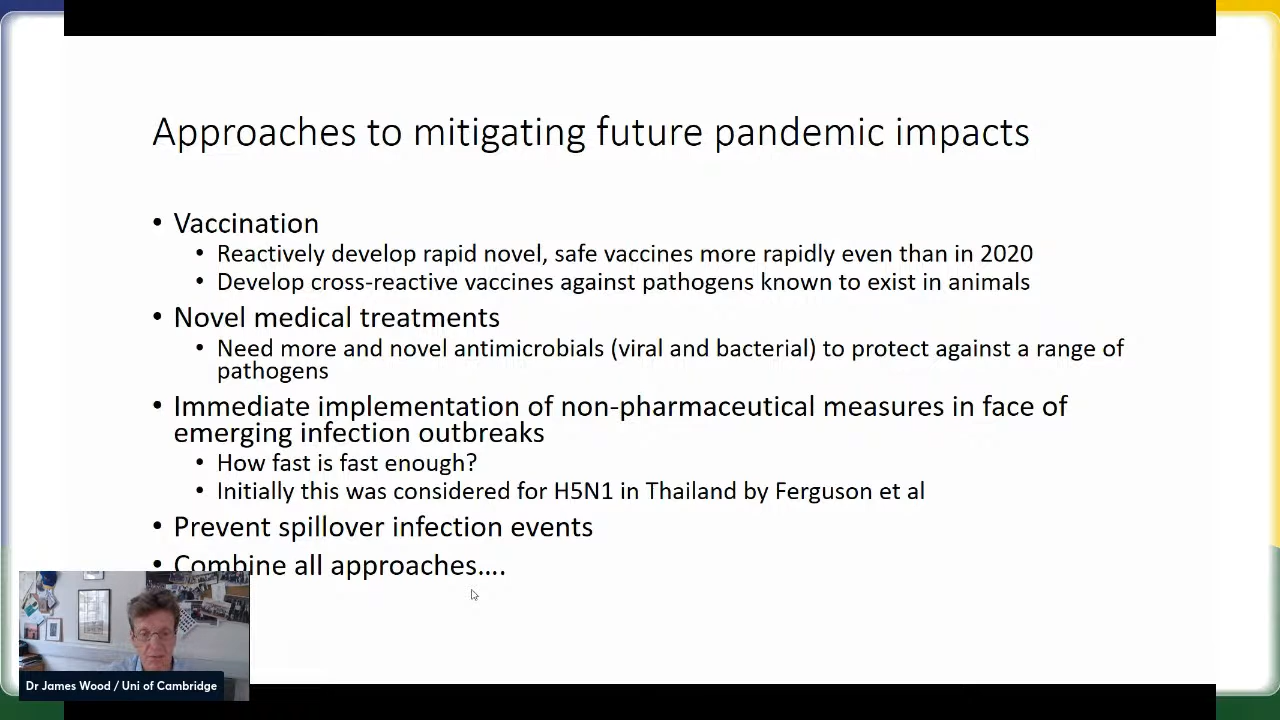 Approaches to mitigating future pandemic impacts
• Vaccination
• Reactively develop rapid novel, safe vaccines more rapidly even than in 2020
• Develop cross-reactive vaccines against pathogens known to exist in animals
• Novel medical treatments
• Need more and novel antimicrobials (viral and bacterial) to protect against a range of
pathogens
• Immediate implementation of non-pharmaceutical measures in face of
emerging infection outbreaks
• How fast is fast enough?
• Initially this was considered for H5N1 in Thailand by Ferguson et al
• Prevent spillover infection events
• Combine all approaches....
Dr James Wood / Uni of Cambridge